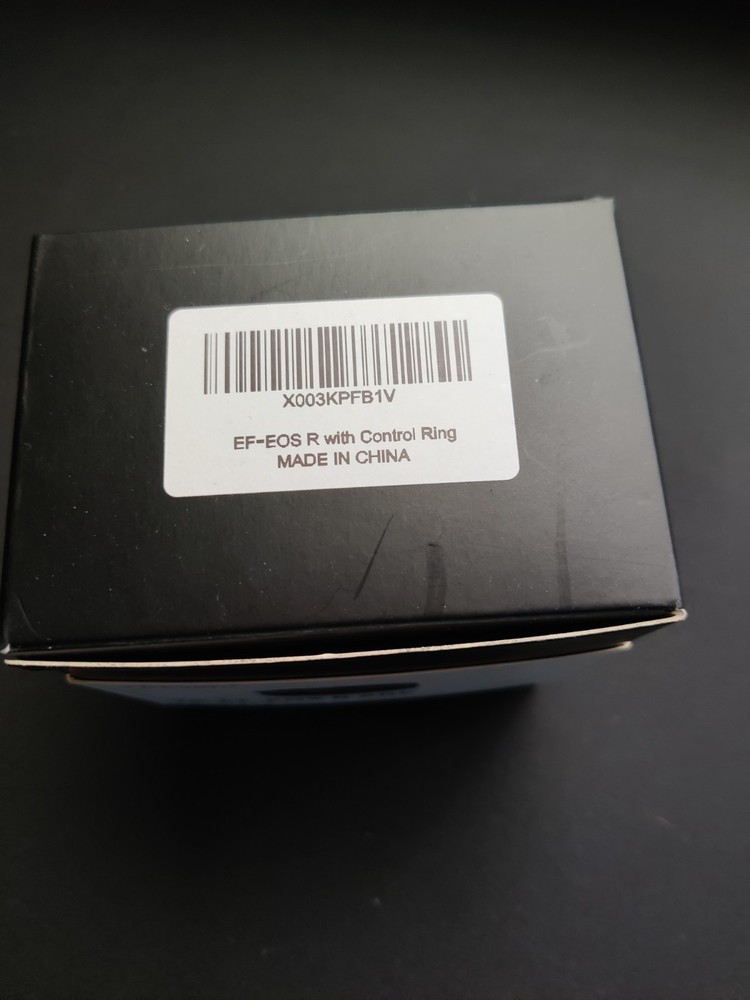 X003KPFB1V
EF-EOS R with Control Ring
MADE IN CHINA